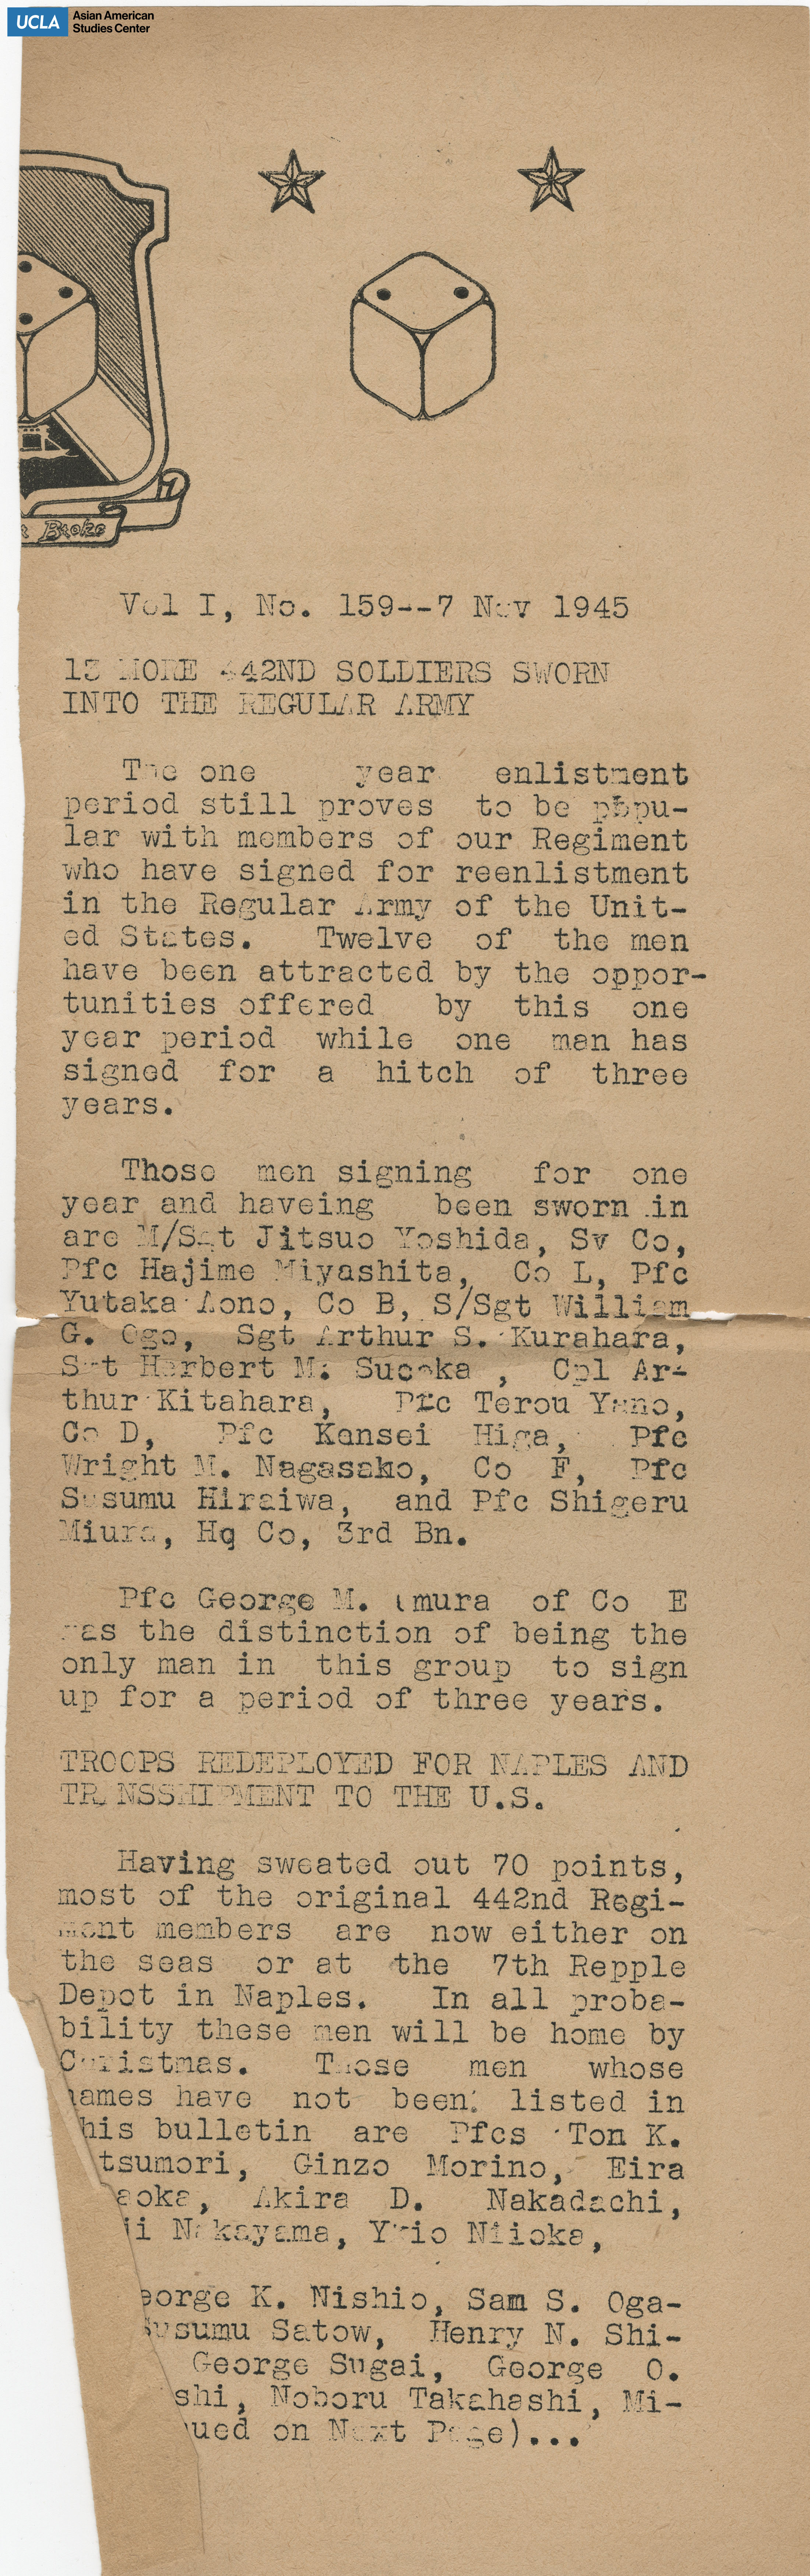 UCLA Asian American
Studies Center
Broke
Vol I, No. 159--7 Nov 1945
13 MORE 442ND SOLDIERS SWORN
INTO THE REGULAR ARMY
The one year enlistment
period still proves to be popu-
lar with members of our Regiment
who have signed for reenlistment
in the Regular Army of the Unit-
ed States. Twelve of the men
have been attracted by the oppor-
tunities offered by this one
year period while one man has
signed for a hitch of three
years.
Those men signing for one
year and haveing been sworn in
are M/Sgt Jitsuo Yoshida, Sv Co,
Pfc Hajime Miyashita, Co L, Pfc
Yutaka Aono, Co B, S/Sgt William
G. Ogo, Sgt Arthur S. Kurahara,
Sgt Herbert M. Sueoka , Cpl Ar-
thur Kitahara, Pfc Terou Yano,
Co D, Pfc Kansei Higa, Pfc
Wright M. Nagasako, Co F, Pfc
Susumu Hiraiwa, and Pfc Shigeru
Miura, Hq Co, 3rd Bn.
Pfc George M. of Co E
has the distinction of being the
only man in this group to sign
up for a period of three years.
TROOPS REDEPLOYED FOR NAPLES AND
TRANSSHIPMENT TO THE U.S.
Having sweated out 70 points,
most of the original 442nd Regi-
ment members are now either on
the seas or at the 7th Repple
Depot in Naples. In all proba-
bility these men will be home by
Christmas. Those men whose
names have not been listed in
this bulletin are Pfcs Ton K.
tsumori, Ginzo Morino, Eira
aoka, Akira D. Nakadachi,
ji Nakayama, Yukio Niioka,
George K. Nishio, Sam S. Oga-
Susumu Satow, Henry N. Shi-
George Sugai, George O.
shi, Noboru Takahashi, Mi-
ued on Next Page)...